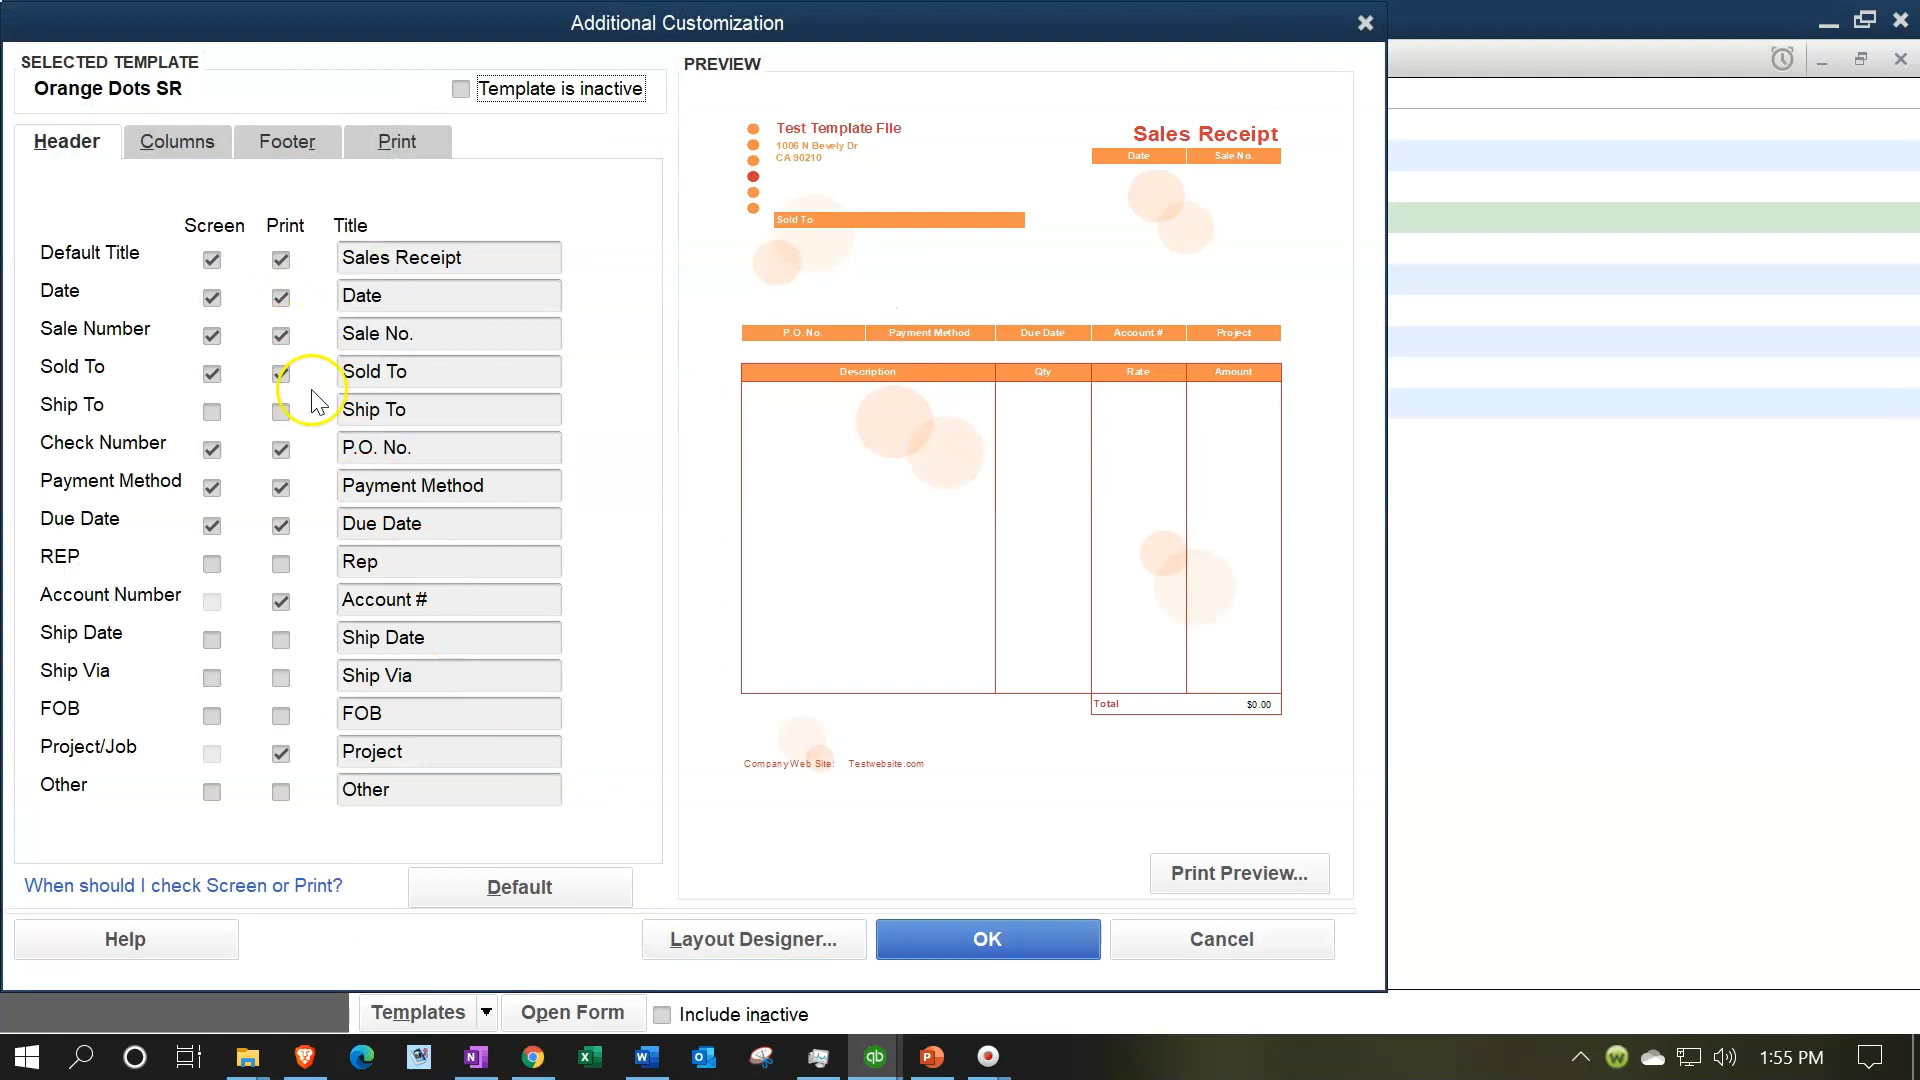 Additional Customization
SELECTED TEMPLATE
Orange Dots SR
Template is inactive
Header Columns Footer Print
Screen Print Title
Default Title Sales Receipt
Date Date
Sale Number Sale No.
Sold To Sold To
Ship To Ship To
Check Number P.O. No.
Payment Method Payment Method
Due Date Due Date
REP Rep
Account Number Account #
Ship Date Ship Date
Ship Via Ship Via
FOB FOB
Project/Job Project
Other Other
When should I check Screen or Print?
Default
PREVIEW
Test Template FIle
1006 N Bevely Dr
CA 90210
Sales Receipt
Date Sale No.
Sold To
P.O. No. Payment Method Due Date Account # Project
Description Qty Rate Amount
Total $0.00
Company Web Site: Testwebsite.com
Print Preview...
Help
Layout Designer...
OK
Cancel
Templates
Open Form
Include inactive
1:55 PM